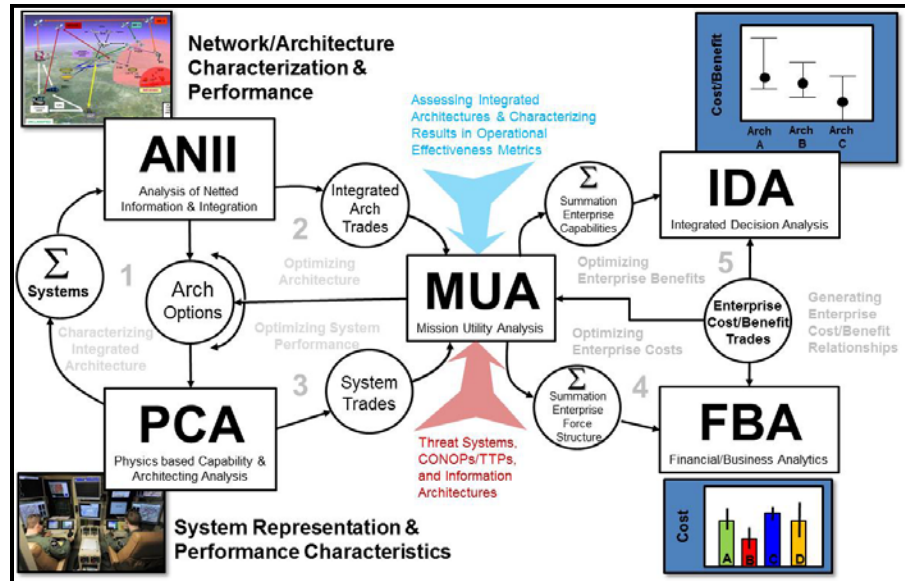 Network/Architecture
Characterization &
Performance
Assessing Integrated
Architectures & Characterizing
Results in Operational
Effectiveness Metrics
Cost/Benefit
Arch
A
Arch
B
Arch
C
ANII
Analysis of Netted
Information & Integration
Integrated
Arch
Trades
Σ
Summation
Enterprise
Capabilities
IDA
Integrated Decision Analysis
Σ
Systems
1
2
Optimizing
Architecture
Arch
Options
MUA
Mission Utility Analysis
Optimizing
Enterprise Benefits
5
Enterprise
Cost/Benefit
Trades
Generating
Enterprise
Cost/Benefit
Relationships
Characterizing
Integrated
Architecture
Optimizing System
Performance
Optimizing
Enterprise Costs
3
System
Trades
Σ
Summation
Enterprise
Force
Structure
4
PCA
Physics based Capability &
Architecting Analysis
FBA
Financial/Business Analytics
Threat Systems,
CONOPs/TTPs,
and Information
Architectures
System Representation &
Performance Characteristics
Cost
A
B
C
D